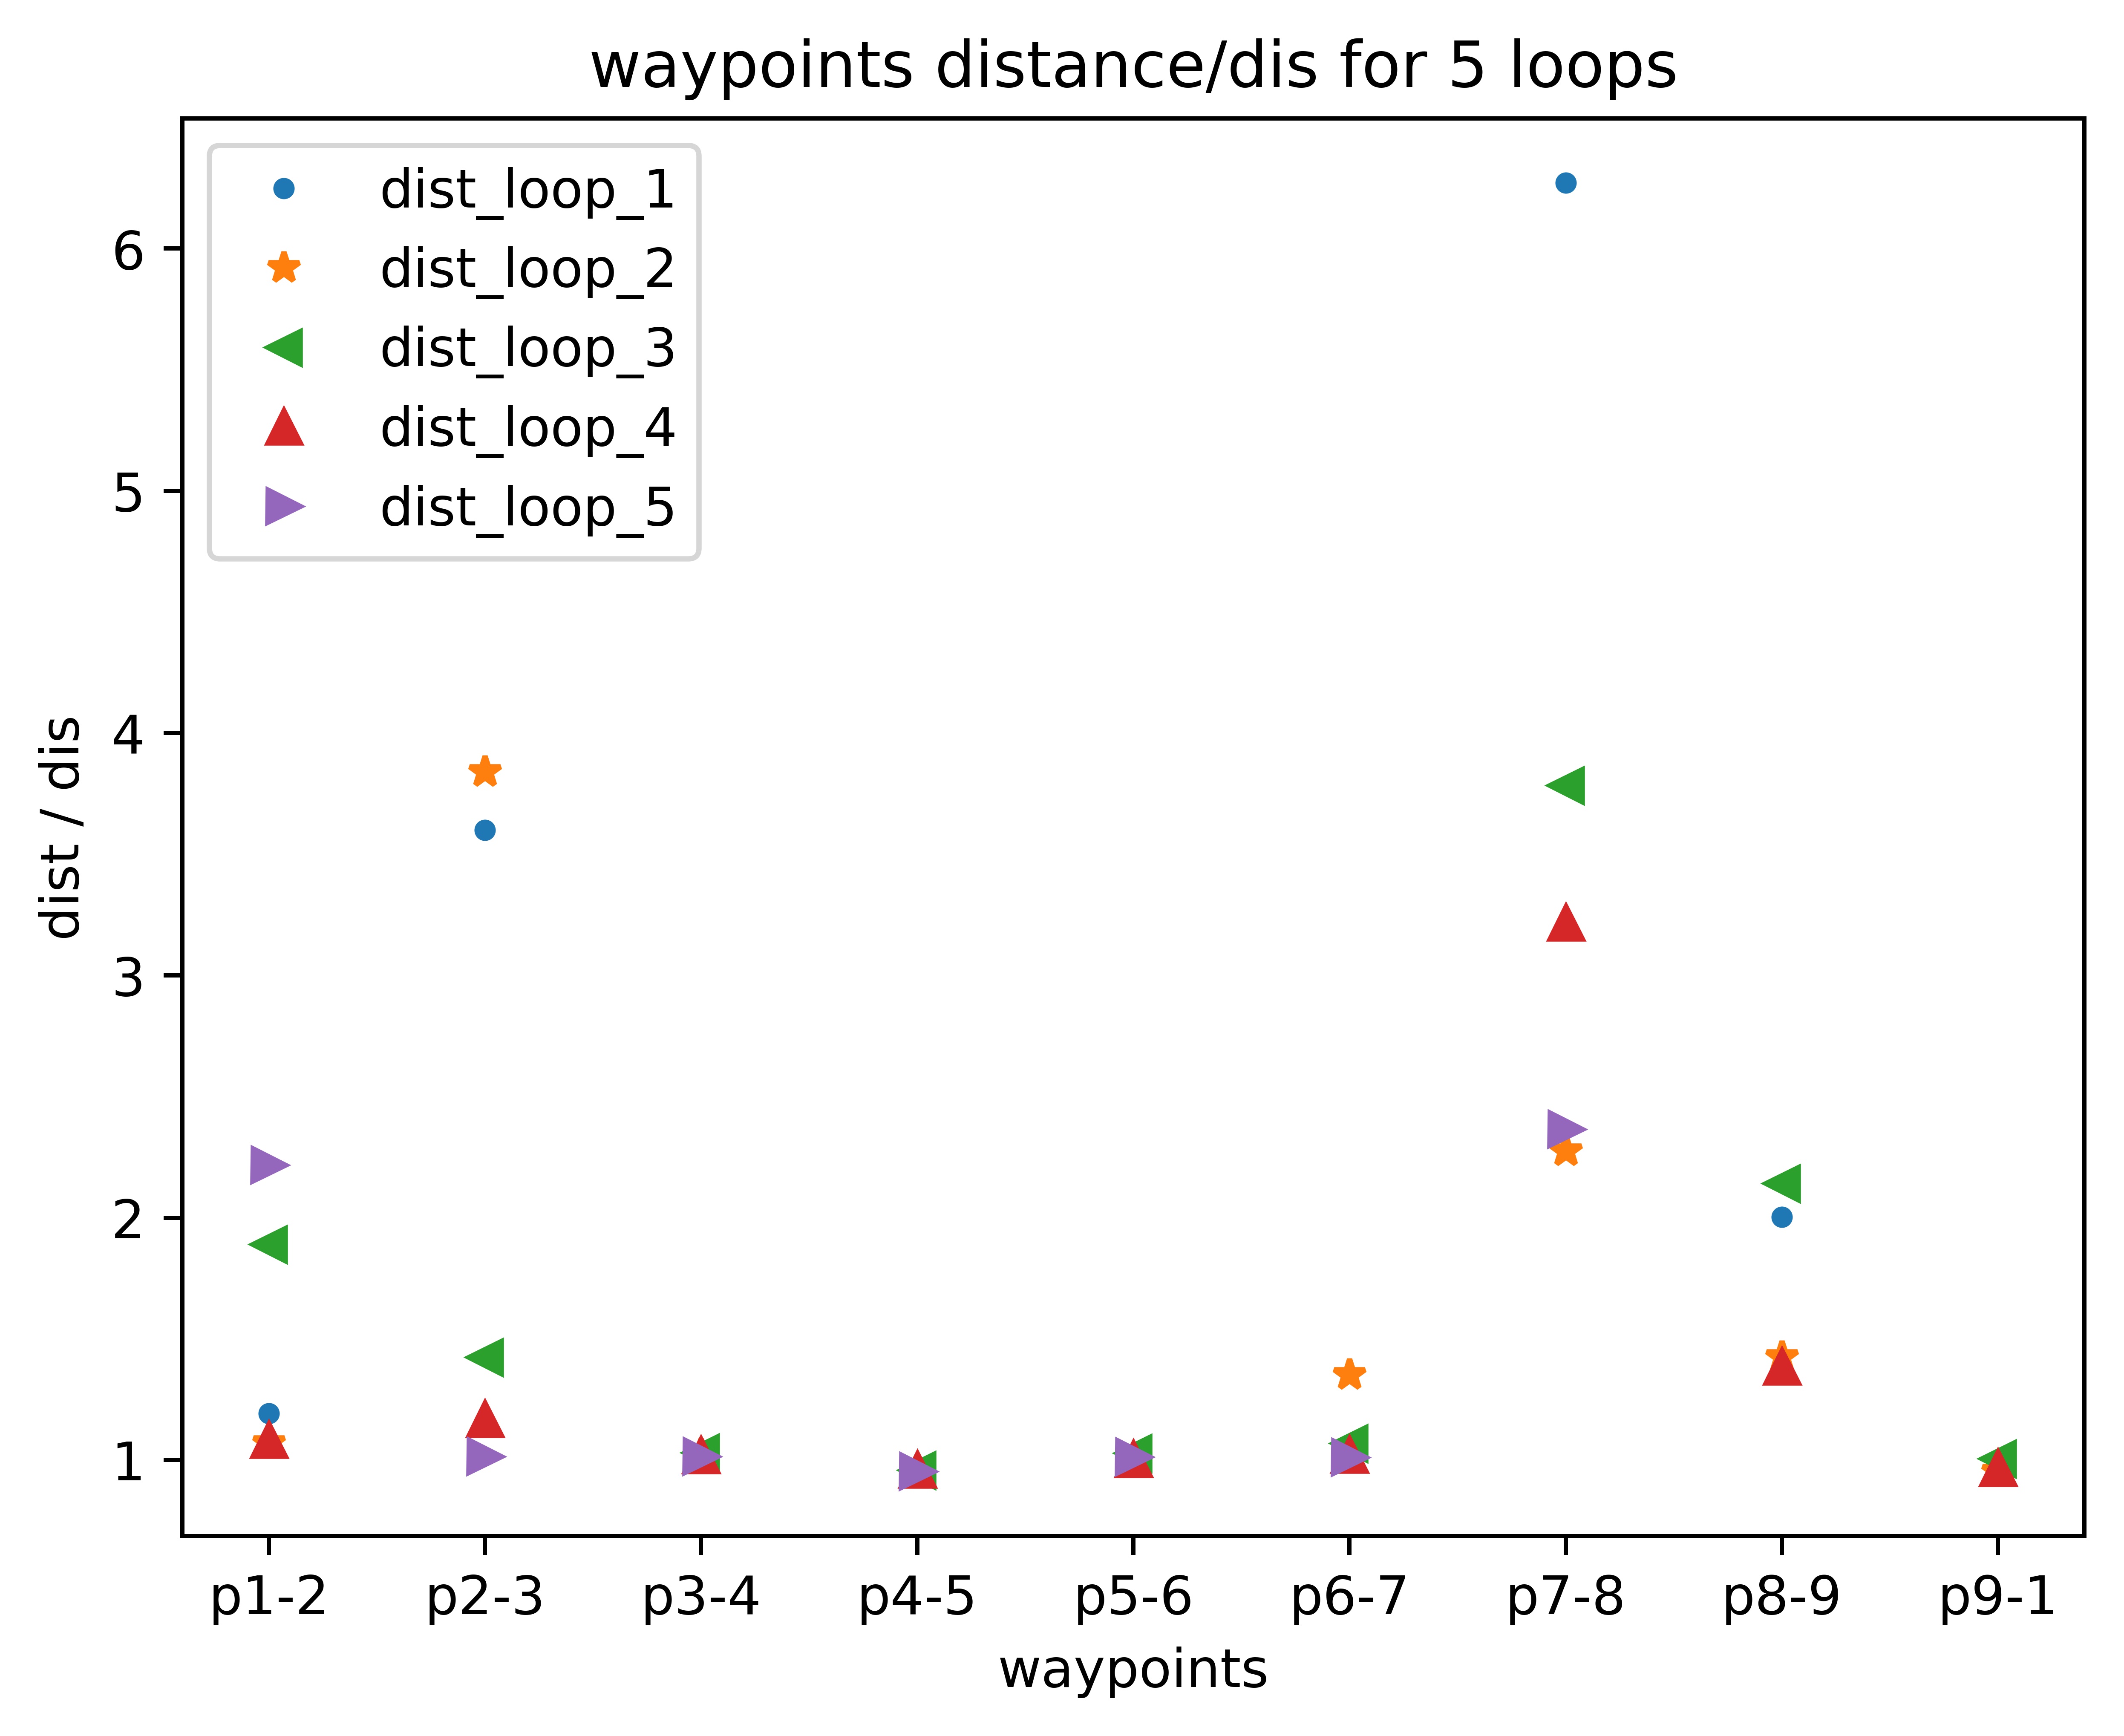 waypoints distance/dis for 5 loops
dist_loop_1
dist_loop_2
dist_loop_3
dist_loop_4
dist_loop_5
6
5
4
3
2
1
dist / dis
p1-2 p2-3 p3-4 p4-5 p5-6 p6-7 p7-8 p8-9 p9-1
waypoints